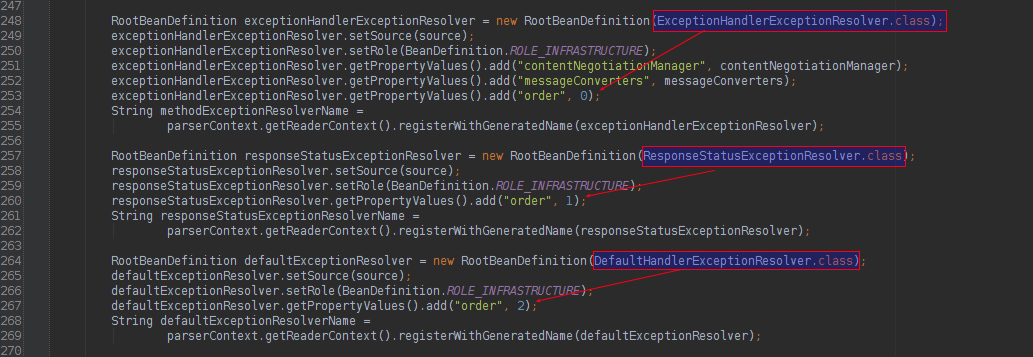 247
248 RootBeanDefinition exceptionHandlerExceptionResolver = new RootBeanDefinition(ExceptionHandlerExceptionResolver.class);
249 exceptionHandlerExceptionResolver.setSource(source);
250 exceptionHandlerExceptionResolver.setRole(BeanDefinition.ROLE_INFRASTRUCTURE);
251 exceptionHandlerExceptionResolver.getPropertyValues().add("contentNegotiationManager", contentNegotiationManager);
252 exceptionHandlerExceptionResolver.getPropertyValues().add("messageConverters", messageConverters);
253 exceptionHandlerExceptionResolver.getPropertyValues().add("order", 0);
254 String methodExceptionResolverName =
255 parserContext.getReaderContext().registerWithGeneratedName(exceptionHandlerExceptionResolver);
256
257 RootBeanDefinition responseStatusExceptionResolver = new RootBeanDefinition(ResponseStatusExceptionResolver.class);
258 responseStatusExceptionResolver.setSource(source);
259 responseStatusExceptionResolver.setRole(BeanDefinition.ROLE_INFRASTRUCTURE);
260 responseStatusExceptionResolver.getPropertyValues().add("order", 1);
261 String responseStatusExceptionResolverName =
262 parserContext.getReaderContext().registerWithGeneratedName(responseStatusExceptionResolver);
263
264 RootBeanDefinition defaultExceptionResolver = new RootBeanDefinition(DefaultHandlerExceptionResolver.class);
265 defaultExceptionResolver.setSource(source);
266 defaultExceptionResolver.setRole(BeanDefinition.ROLE_INFRASTRUCTURE);
267 defaultExceptionResolver.getPropertyValues().add("order", 2);
268 String defaultExceptionResolverName =
269 parserContext.getReaderContext().registerWithGeneratedName(defaultExceptionResolver);
270